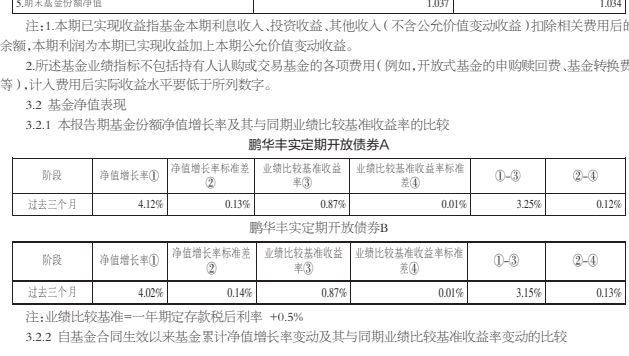 5.期末基金份额净值 1.037 1.034
注:1.本期已实现收益指基金本期利息收入、投资收益、其他收入(不含公允价值变动收益)扣除相关费用后的
余额,本期利润为本期已实现收益加上本期公允价值变动收益。
2.所述基金业绩指标不包括持有人认购或交易基金的各项费用(例如,开放式基金的申购赎回费、基金转换费
等),计入费用后实际收益水平要低于所列数字。
3.2 基金净值表现
3.2.1 本报告期基金份额净值增长率及其与同期业绩比较基准收益率的比较
鹏华丰实定期开放债券A
阶段 净值增长率① 净值增长率标准差② 业绩比较基准收益率③ 业绩比较基准收益率标准差④ ①-③ ②-④
过去三个月 4.12% 0.13% 0.87% 0.01% 3.25% 0.12%
鹏华丰实定期开放债券B
阶段 净值增长率① 净值增长率标准差② 业绩比较基准收益率③ 业绩比较基准收益率标准差④ ①-③ ②-④
过去三个月 4.02% 0.14% 0.87% 0.01% 3.15% 0.13%
注:业绩比较基准=一年期定存款税后利率 +0.5%
3.2.2 自基金合同生效以来基金累计净值增长率变动及其与同期业绩比较基准收益率变动的比较